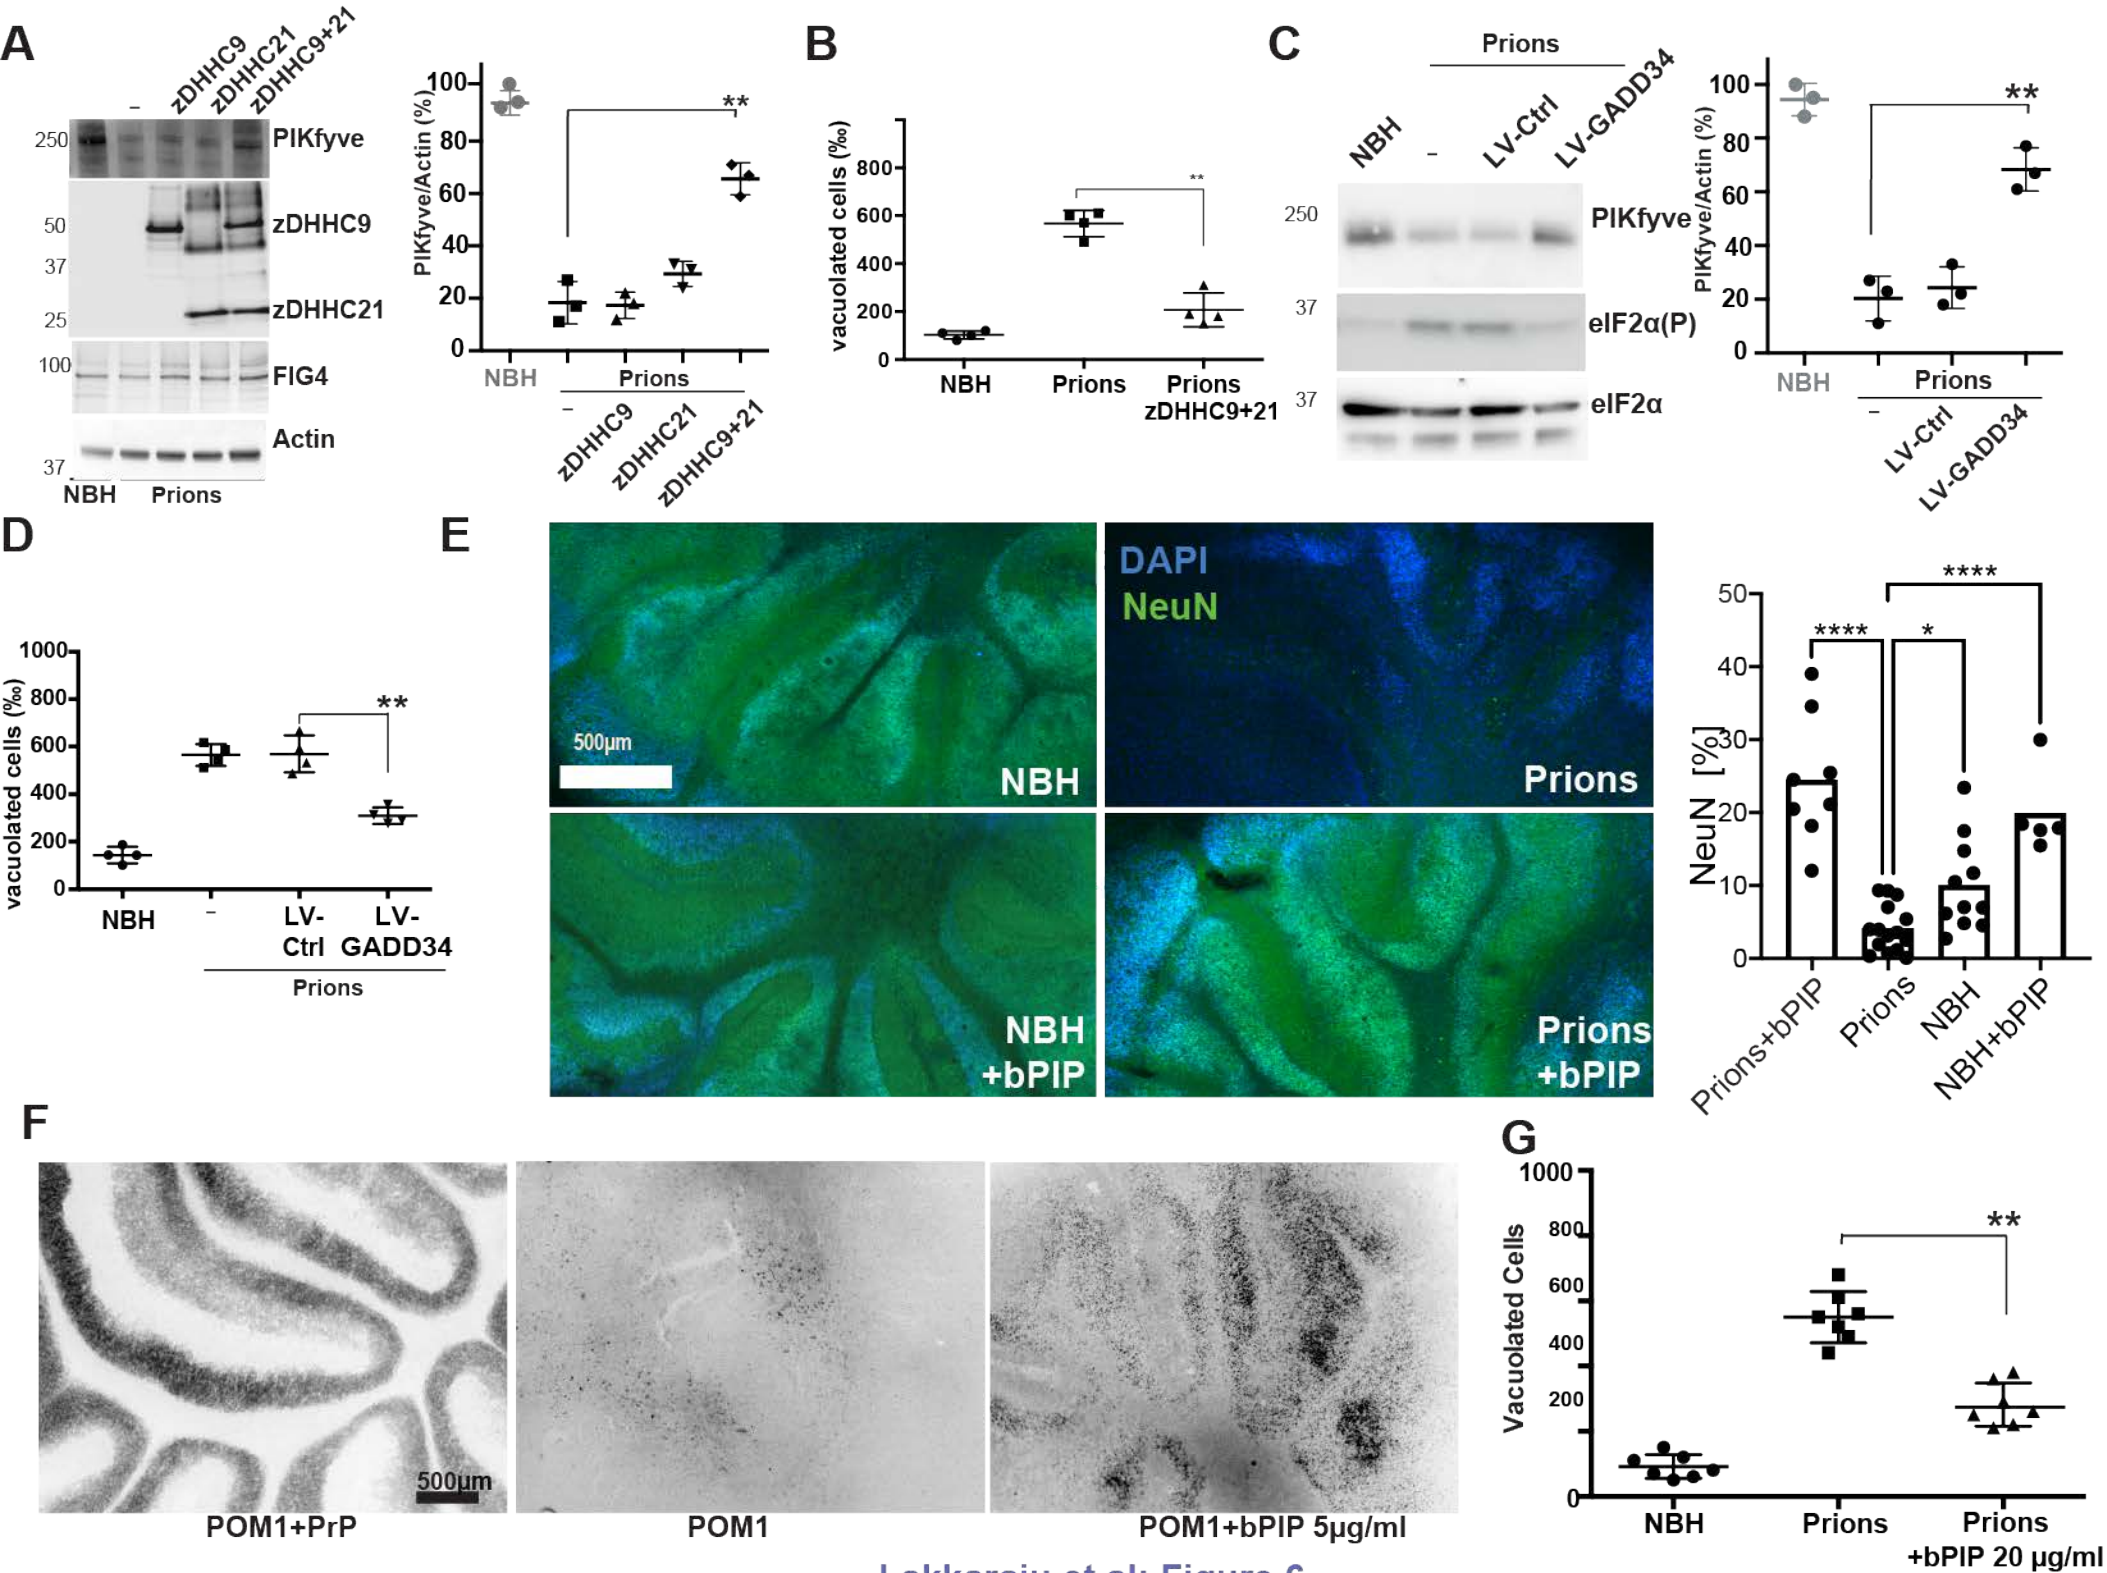 A
–
zDHHC9
zDHHC21
zDHHC9+21
250
PIKfyve
50
zDHHC9
37
zDHHC21
25
100
FIG4
Actin
37
NBH
Prions
PIKfyve/Actin (%)
100
80
60
40
20
0
**
NBH
Prions
–
zDHHC9
zDHHC21
zDHHC9+21
B
vacuolated cells (‰)
800
600
400
200
0
**
NBH
Prions
Prions
zDHHC9+21
C
Prions
NBH
–
LV-Ctrl
LV-GADD34
250
PIKfyve
37
eIF2α(P)
37
eIF2α
PIKfyve/Actin (%)
100
80
60
40
20
0
**
NBH
Prions
–
LV-Ctrl
LV-GADD34
D
vacuolated cells (‰)
1000
800
600
400
200
0
**
NBH
–
LV-
Ctrl
LV-
GADD34
Prions
E
500µm
NBH
DAPI
NeuN
Prions
NBH
+bPIP
Prions
+bPIP
NeuN [%]
50
40
30
20
10
0
****
****
*
Prions+bPIP
Prions
NBH
NBH+bPIP
F
500µm
POM1+PrP
POM1
POM1+bPIP 5µg/ml
G
Vacuolated Cells
1000
800
600
400
200
0
**
NBH
Prions
Prions
+bPIP 20 µg/ml